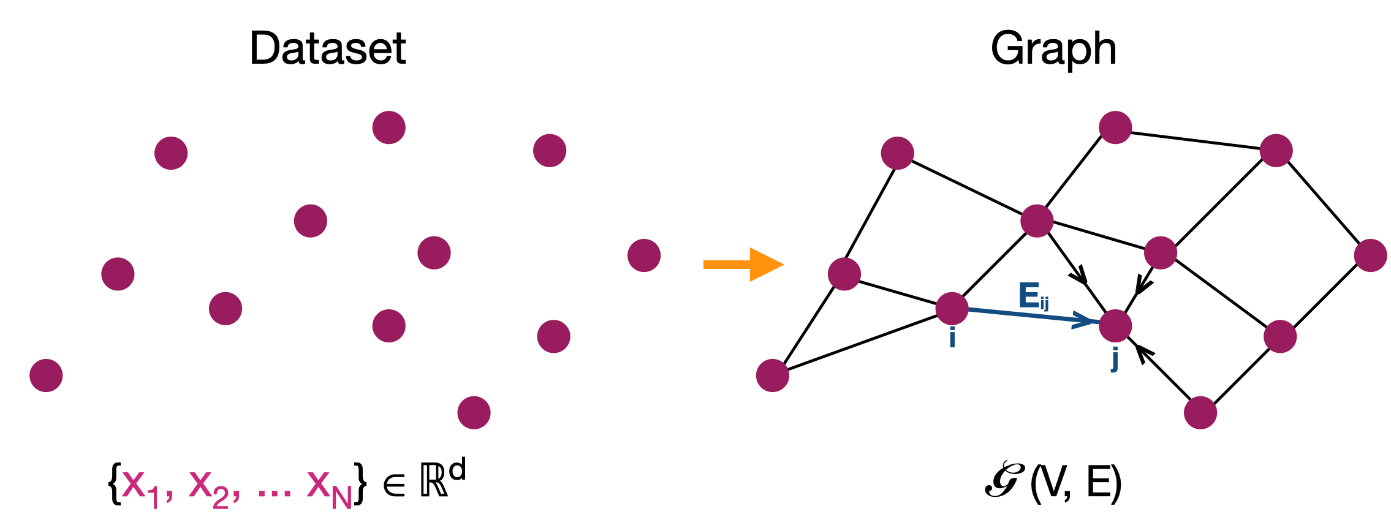 Dataset
Graph
E_ij
i
j
{x_1, x_2, ... x_N} ∈ ℝ^d
𝒢 (V, E)